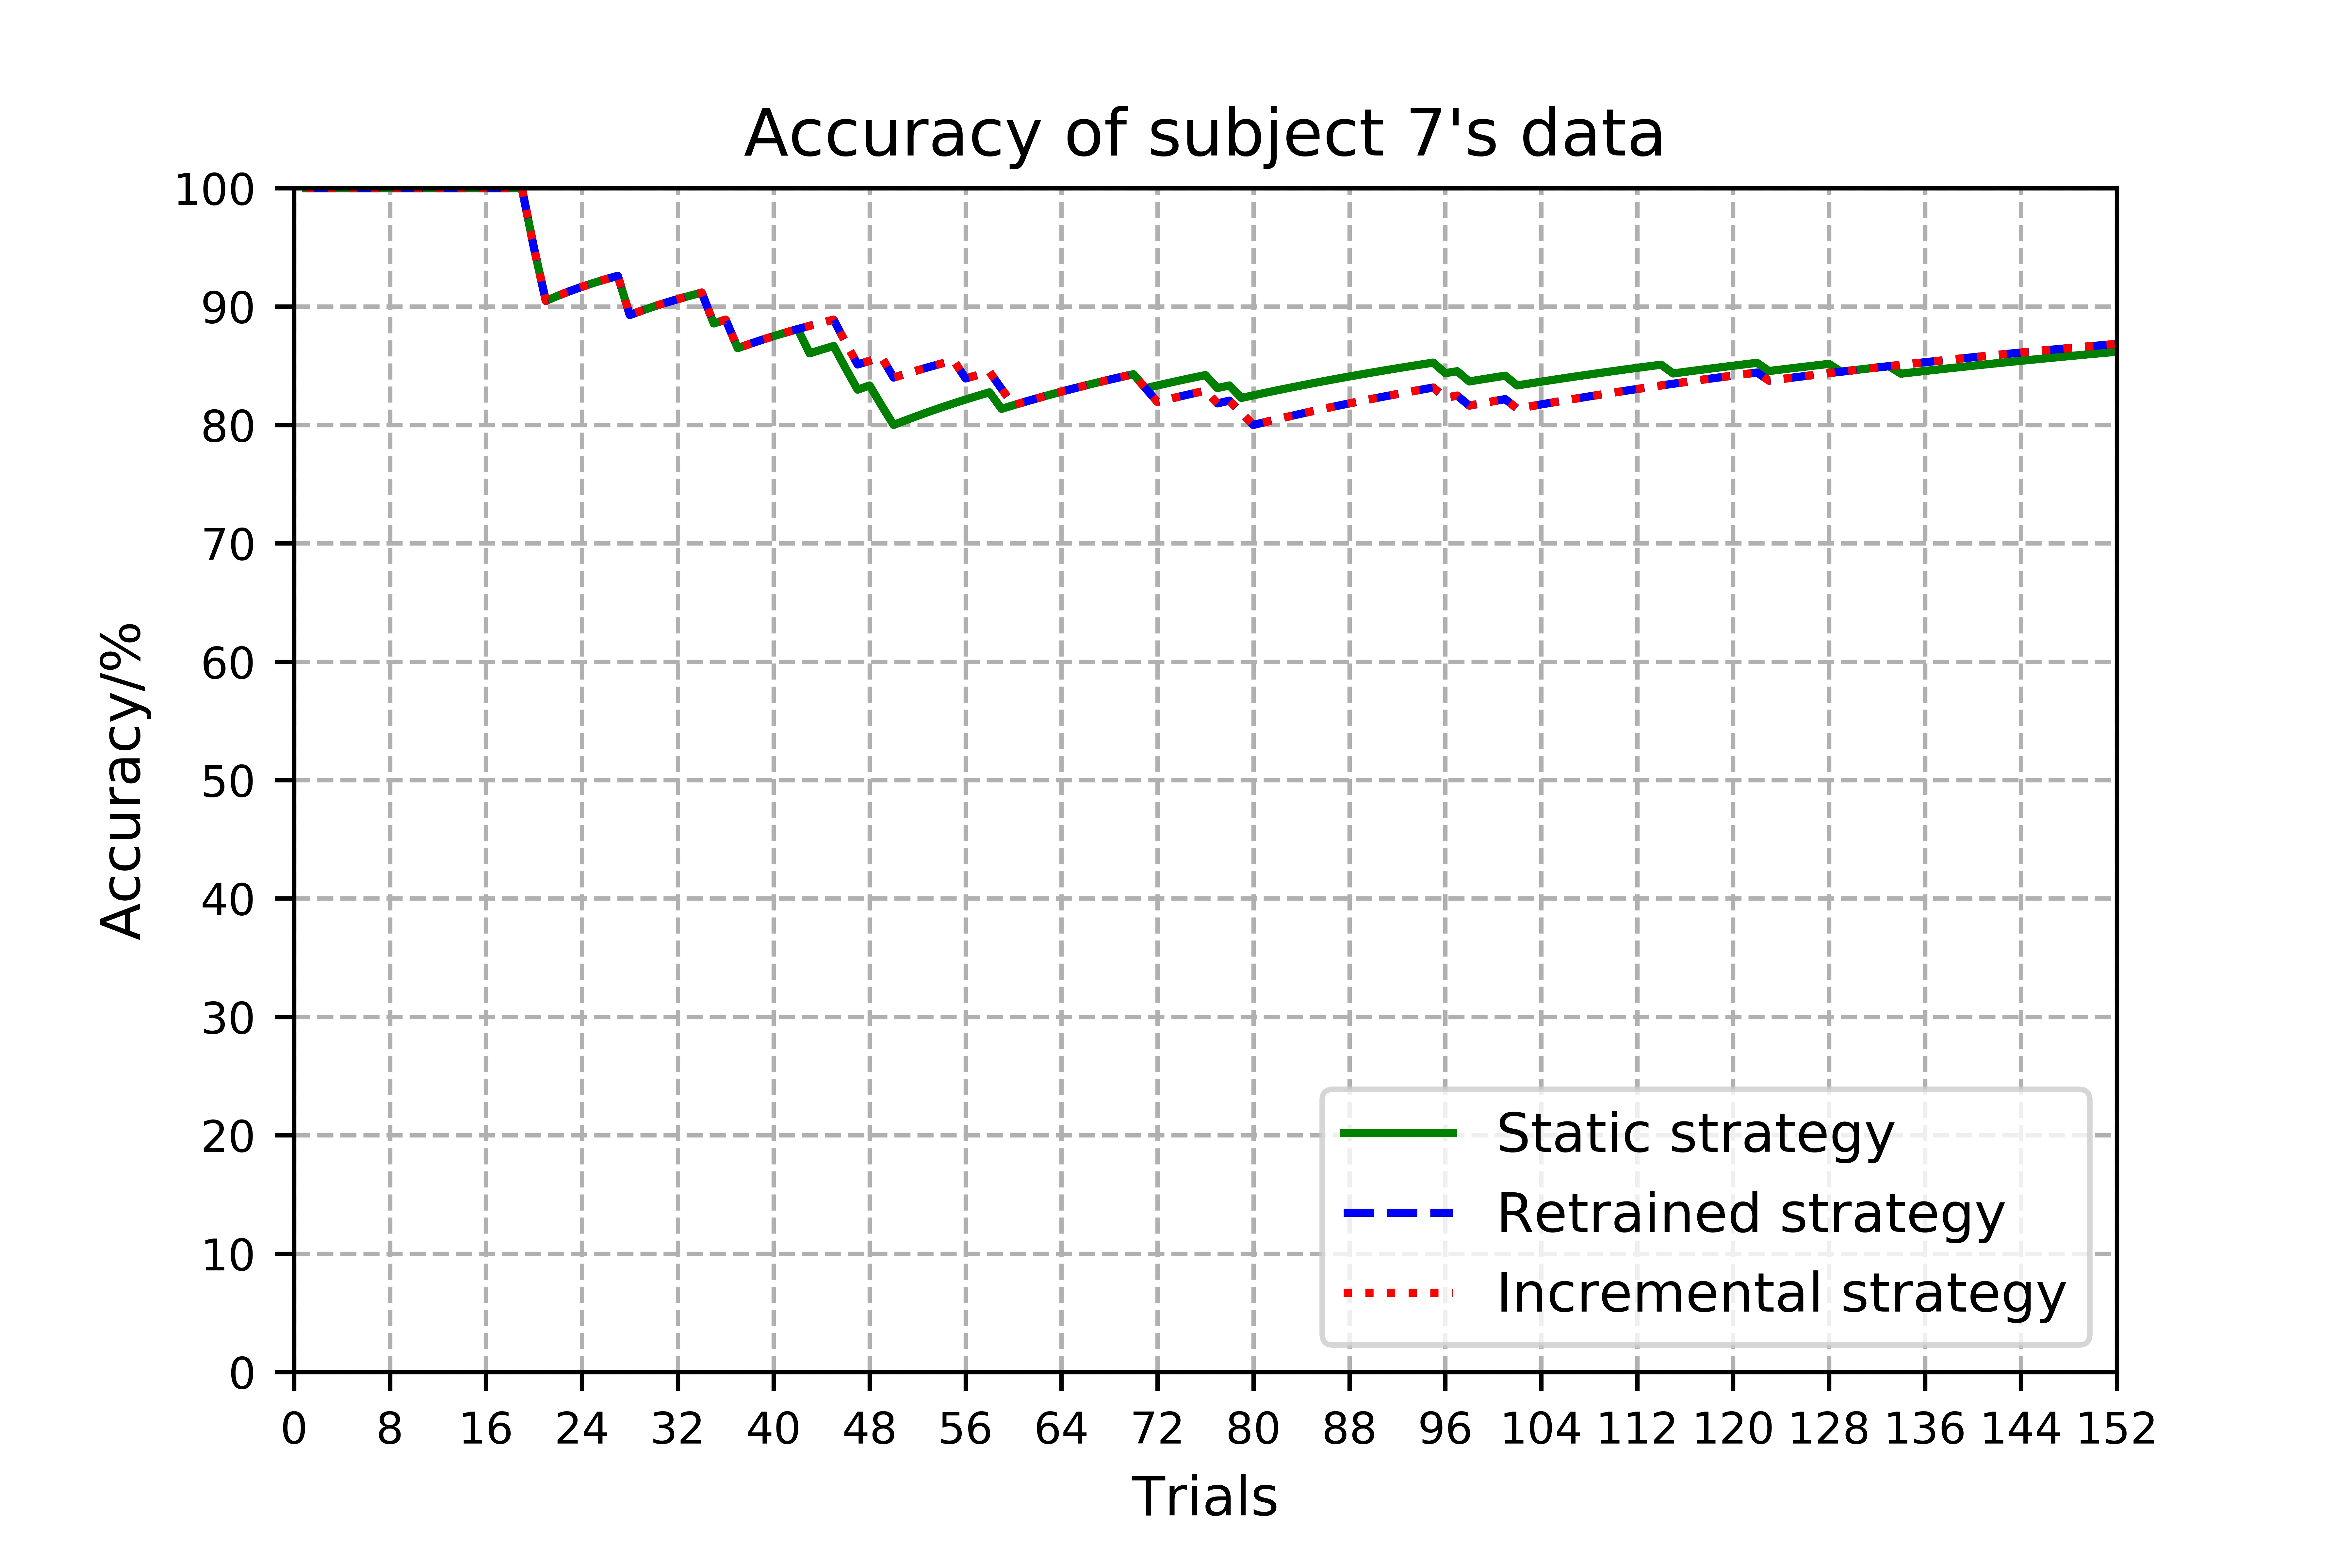 Accuracy of subject 7's data
100
90
80
70
60
50
40
30
20
10
0
Accuracy/%
Static strategy
Retrained strategy
Incremental strategy
0 8 16 24 32 40 48 56 64 72 80 88 96 104 112 120 128 136 144 152
Trials